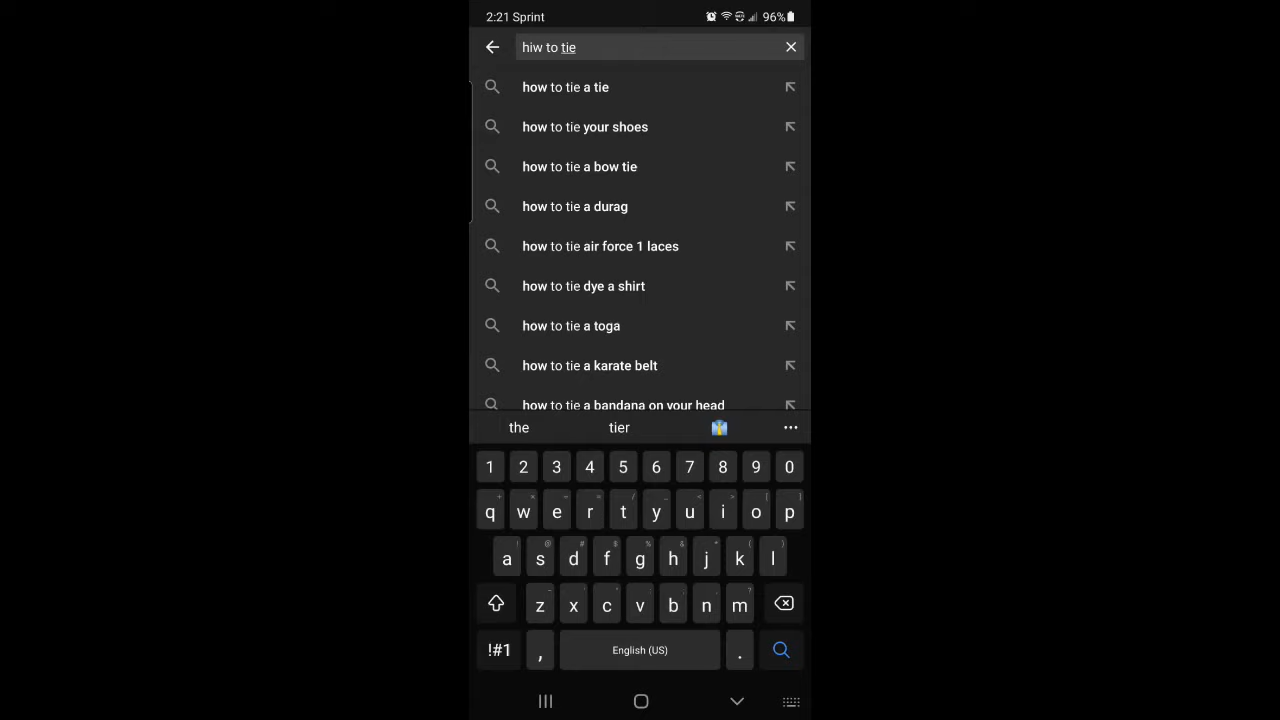 2:21 Sprint 96%
hiw to tie
how to tie a tie
how to tie your shoes
how to tie a bow tie
how to tie a durag
how to tie air force 1 laces
how to tie dye a shirt
how to tie a toga
how to tie a karate belt
how to tie a bandana on your head
the tier
1 2 3 4 5 6 7 8 9 0
q w e r t y u i o p
a s d f g h j k l
z x c v b n m
!#1 , English (US) .